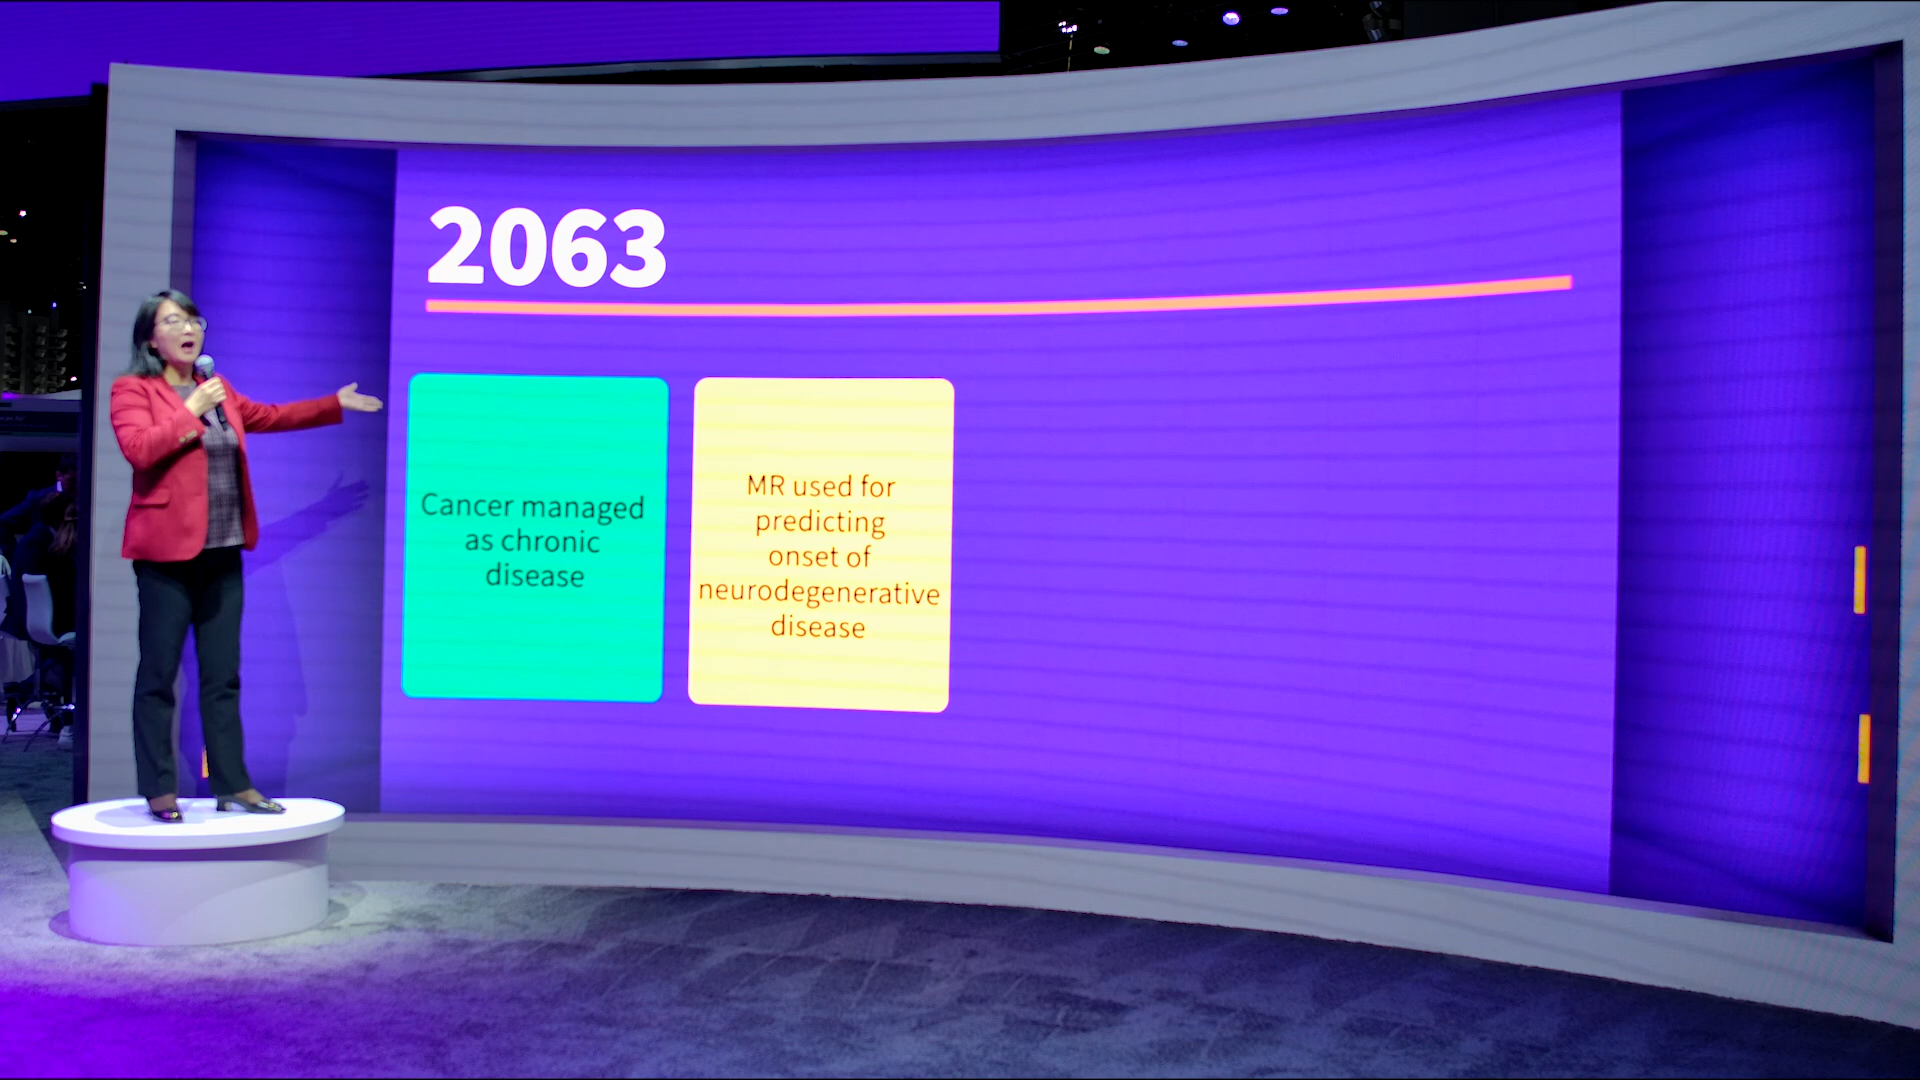 2063
Cancer managed
as chronic
disease
MR used for
predicting
onset of
neurodegenerative
disease